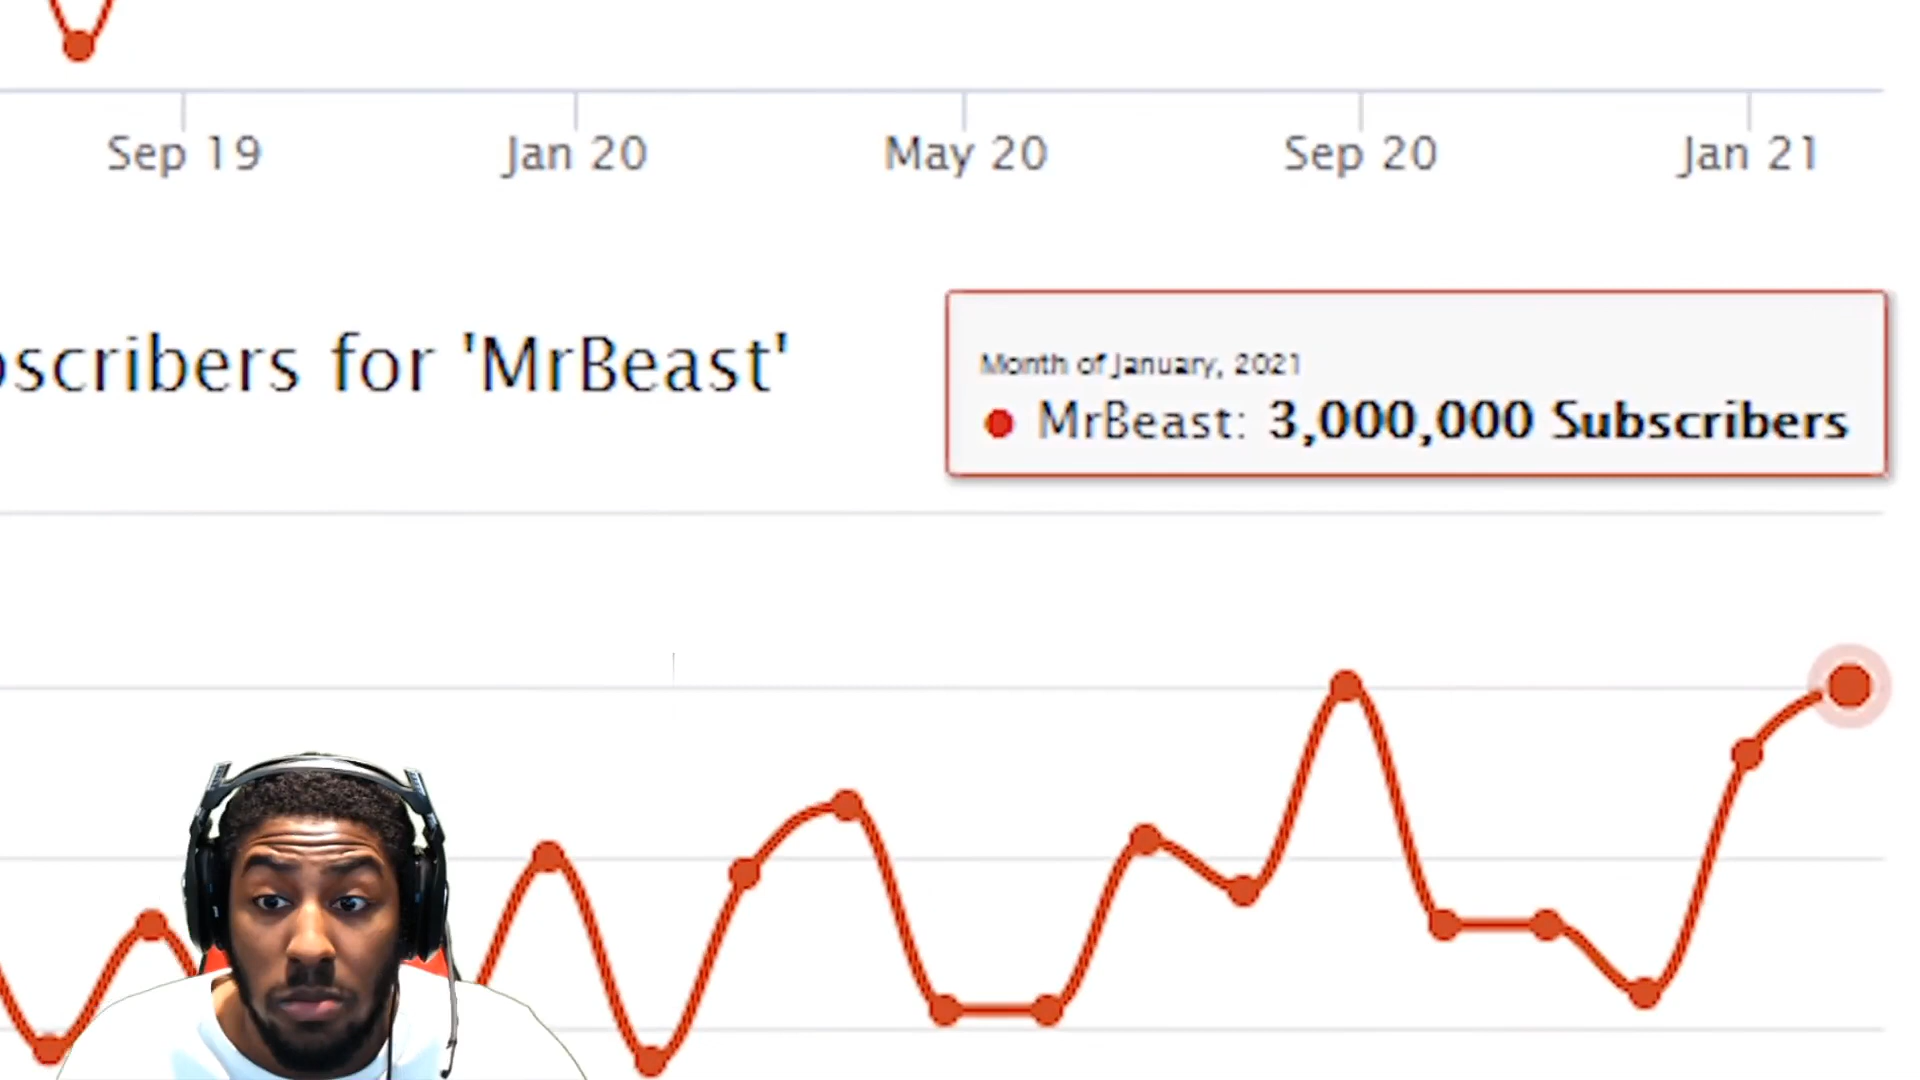 Sep 19 Jan 20 May 20 Sep 20 Jan 21
scribers for 'MrBeast'
Month of January, 2021
MrBeast: 3,000,000 Subscribers